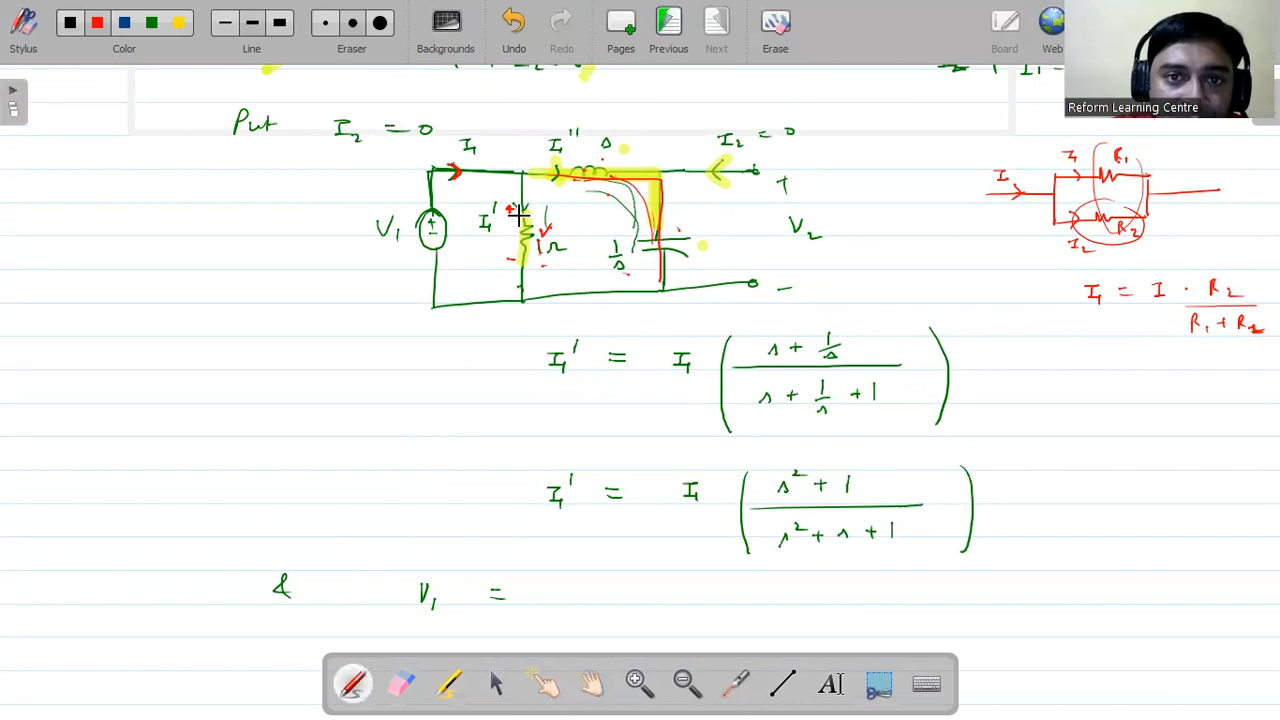 Stylus Color Line Eraser Backgrounds Undo Redo Pages Previous Next Erase Board Web
Reform Learning Centre
Put I₂ = 0
I₁ I₁'' s I₂ = 0
V₁ + − I₁' + − 1Ω 1/s + V₂ −
I I₁ R₁
I₂ R₂
I₁ = I · R₂ / (R₁ + R₂)
I₁' = I₁ ( (s + 1/s) / (s + 1/s + 1) )
I₁' = I₁ ( (s² + 1) / (s² + s + 1) )
& V₁ =
AI